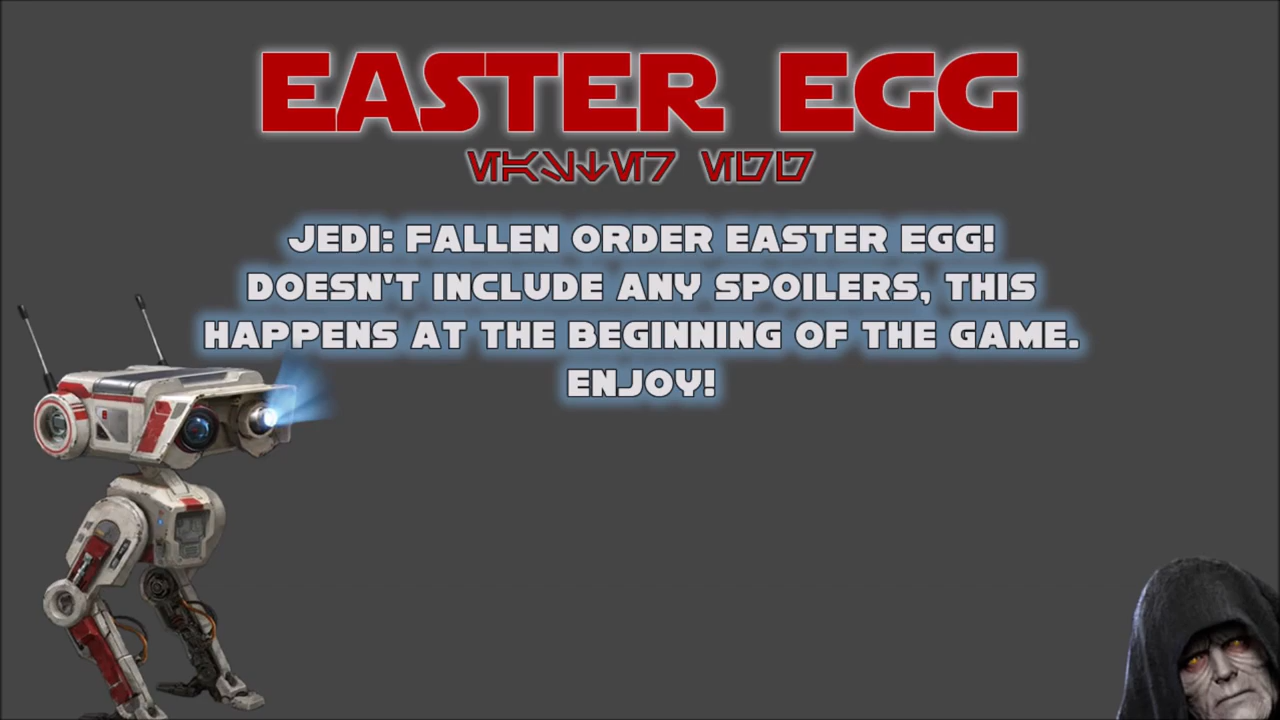 EASTER EGG
JEDI: FALLEN ORDER EASTER EGG!
DOESN'T INCLUDE ANY SPOILERS, THIS
HAPPENS AT THE BEGINNING OF THE GAME.
ENJOY!